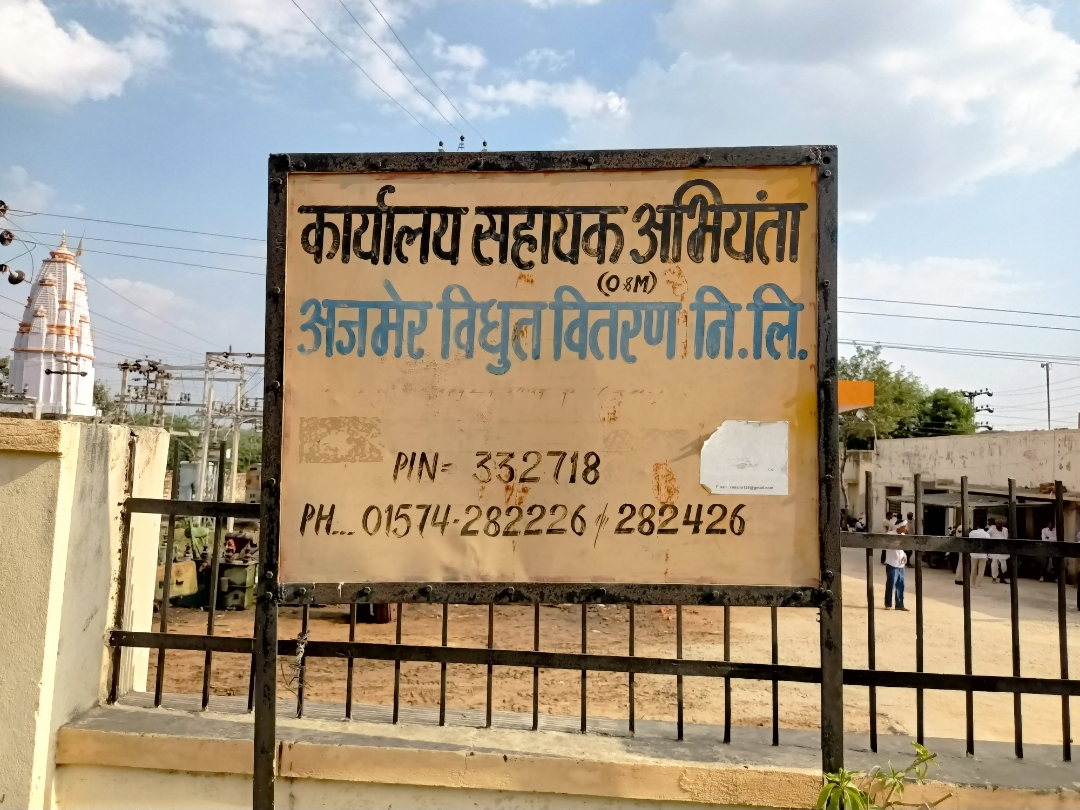 कार्यालय सहायक अभियंता
(O&M)
अजमेर विधुत वितरण नि.लि.
PIN= 332718
PH... 01574-282226 / 282426